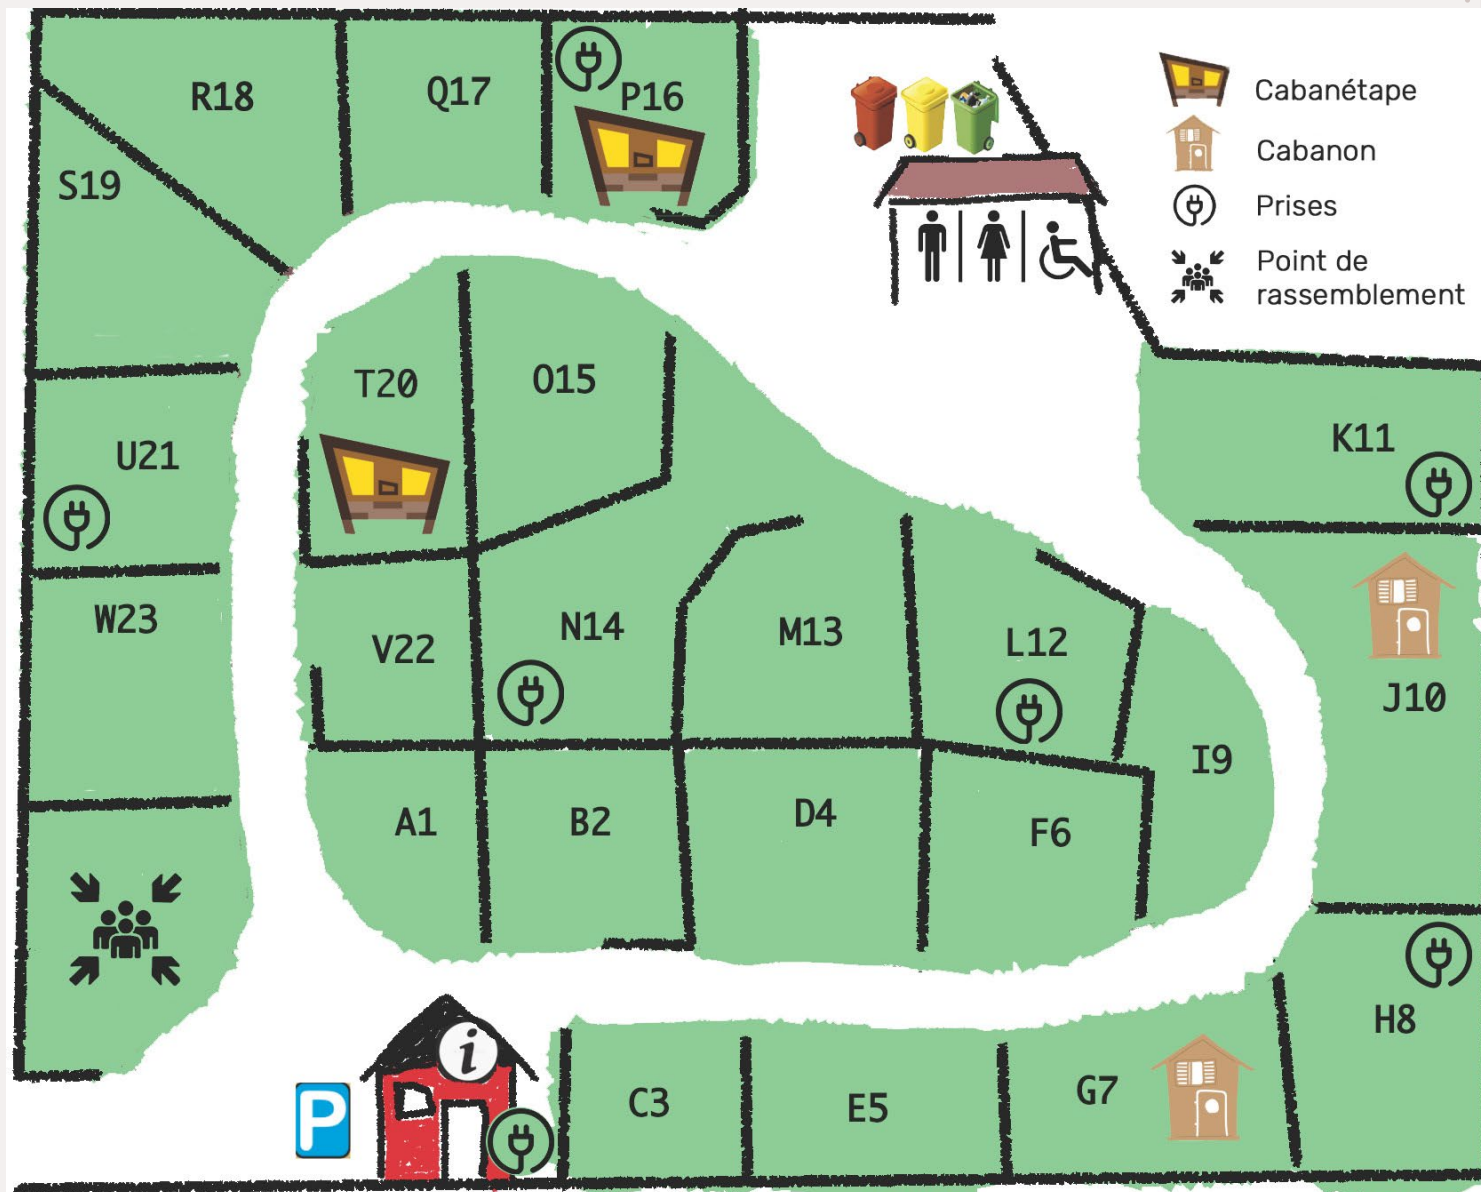 R18
Q17
P16
S19
Cabanétape
Cabanon
Prises
Point de
rassemblement
T20
O15
U21
K11
W23
V22
N14
M13
L12
J10
I9
A1
B2
D4
F6
H8
i
P
C3
E5
G7